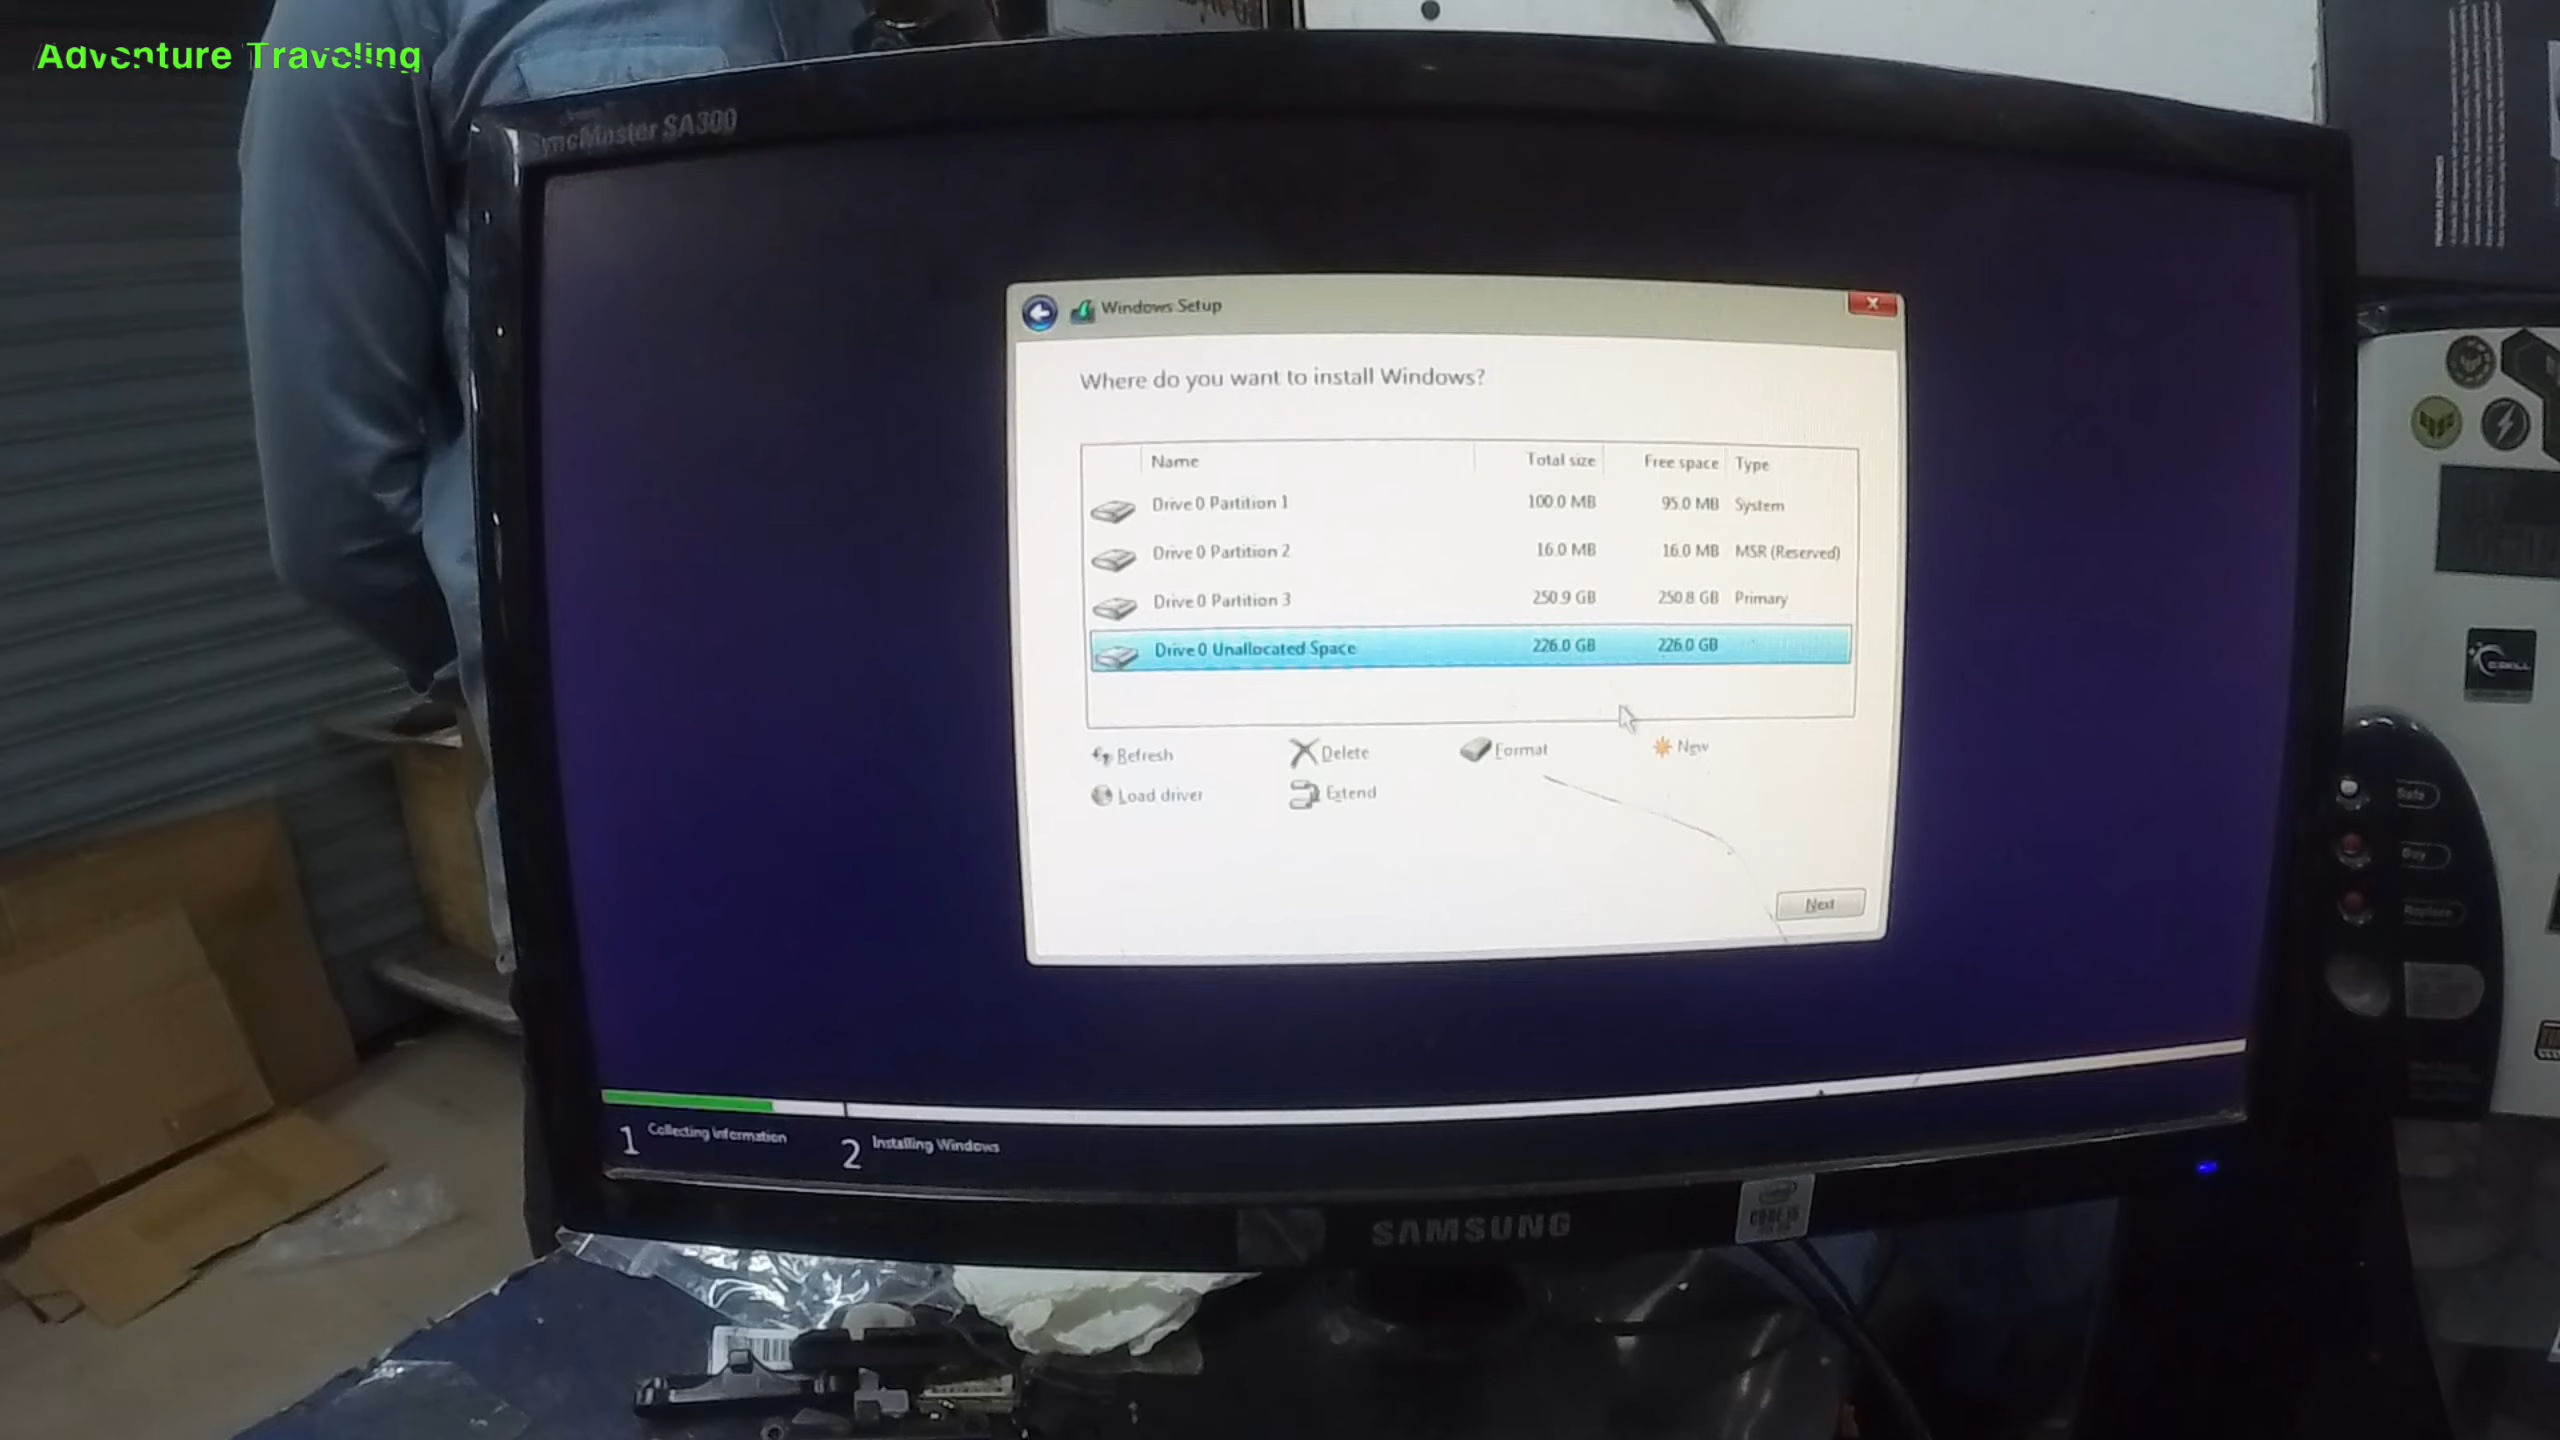 Adventure Traveling
SyncMaster SA300
Windows Setup
Where do you want to install Windows?
Name Total size Free space Type
Drive 0 Partition 1 100.0 MB 95.0 MB System
Drive 0 Partition 2 16.0 MB 16.0 MB MSR (Reserved)
Drive 0 Partition 3 250.9 GB 250.8 GB Primary
Drive 0 Unallocated Space 226.0 GB 226.0 GB
Refresh Delete Format New
Load driver Extend
Next
1 Collecting information 2 Installing Windows
SAMSUNG
G.SKILL
Safe
Buy
Replace